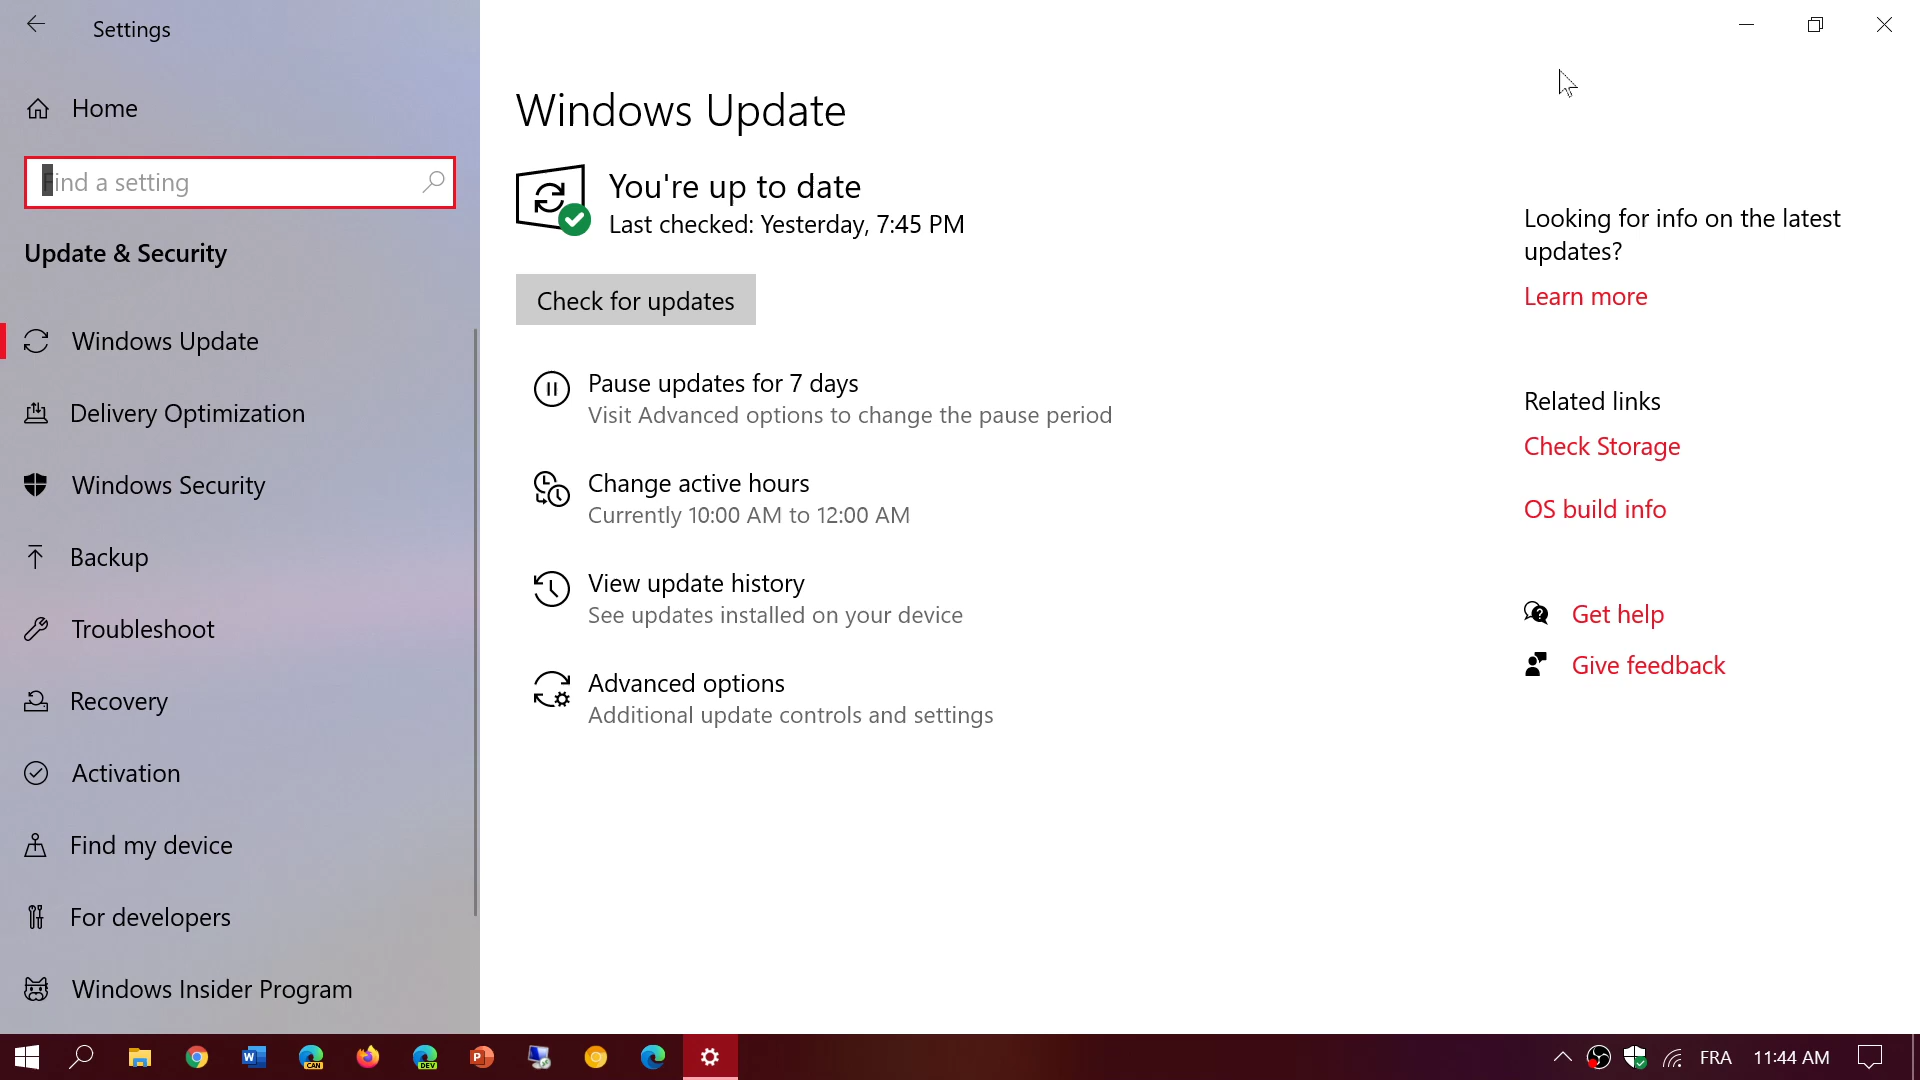 Settings
Home
Find a setting
Update & Security
Windows Update
Delivery Optimization
Windows Security
Backup
Troubleshoot
Recovery
Activation
Find my device
For developers
Windows Insider Program
Windows Update
You're up to date
Last checked: Yesterday, 7:45 PM
Check for updates
Pause updates for 7 days
Visit Advanced options to change the pause period
Change active hours
Currently 10:00 AM to 12:00 AM
View update history
See updates installed on your device
Advanced options
Additional update controls and settings
Looking for info on the latest
updates?
Learn more
Related links
Check Storage
OS build info
Get help
Give feedback
W CAN DEV P FRA 11:44 AM